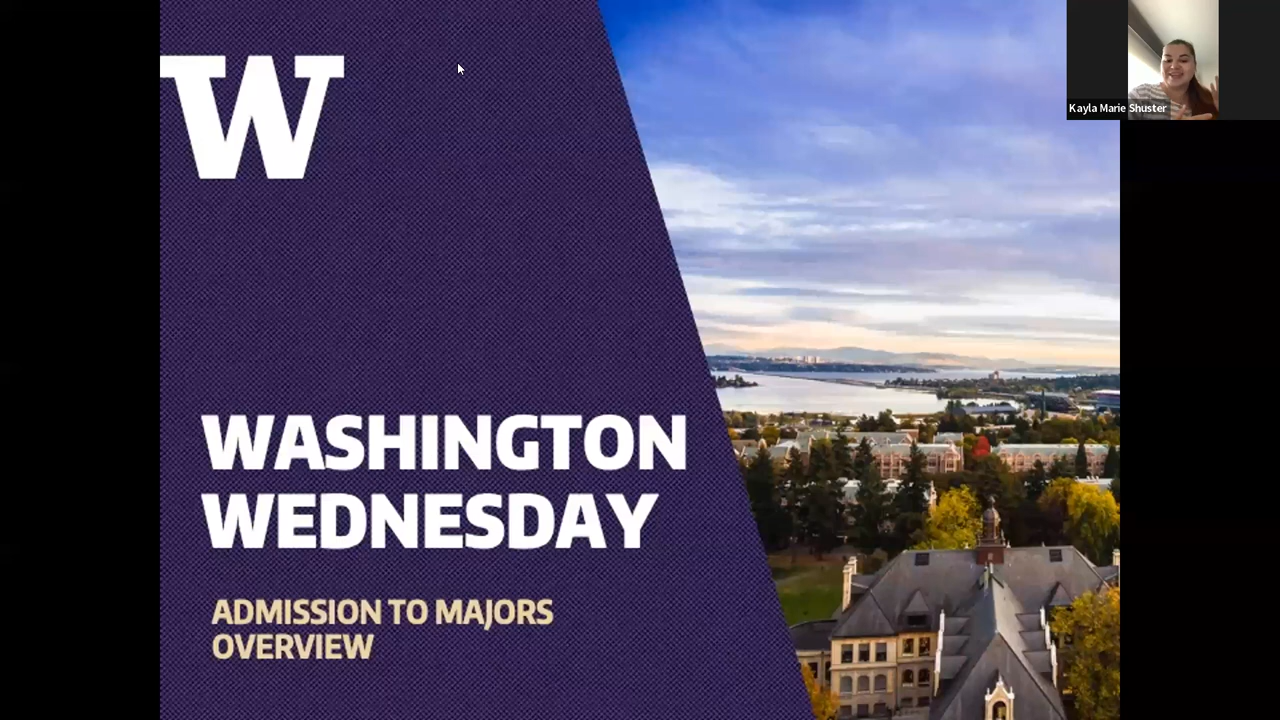 W
Kayla Marie Shuster
WASHINGTON
WEDNESDAY
ADMISSION TO MAJORS
OVERVIEW